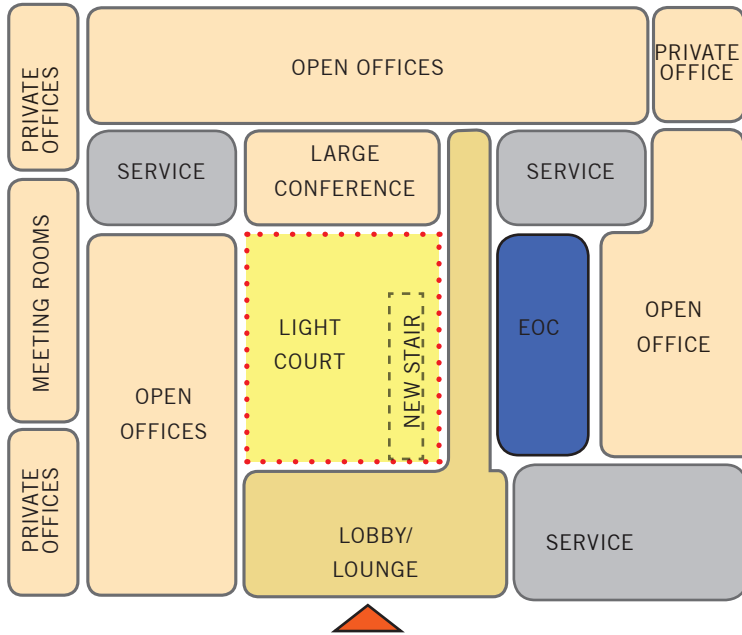 PRIVATE
OFFICES
OPEN OFFICES
PRIVATE
OFFICE
SERVICE
LARGE
CONFERENCE
SERVICE
MEETING ROOMS
OPEN
OFFICES
LIGHT
COURT
NEW STAIR
EOC
OPEN
OFFICE
PRIVATE
OFFICES
LOBBY/
LOUNGE
SERVICE